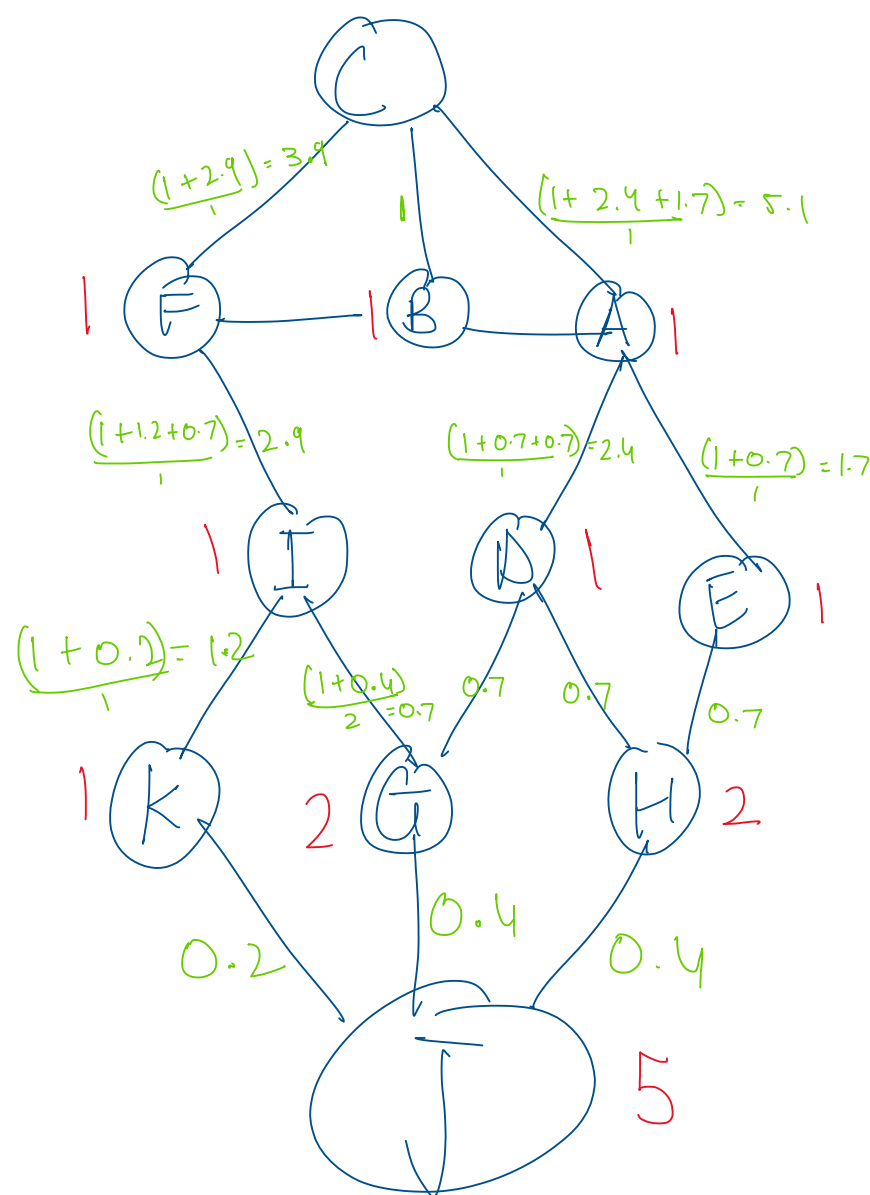 C
(1+2.9)/1 = 3.9
1
(1+2.4+1.7)/1 = 5.1
1 F 1 B A 1
(1+1.2+0.7)/1 = 2.9
(1+0.7+0.7)/1 = 2.4
(1+0.7)/1 = 1.7
1 I D 1 E 1
(1+0.2)/1 = 1.2
(1+0.4)/2 = 0.7
0.7
0.7
0.7
1 K 2 G H 2
0.2
0.4
0.4
J 5